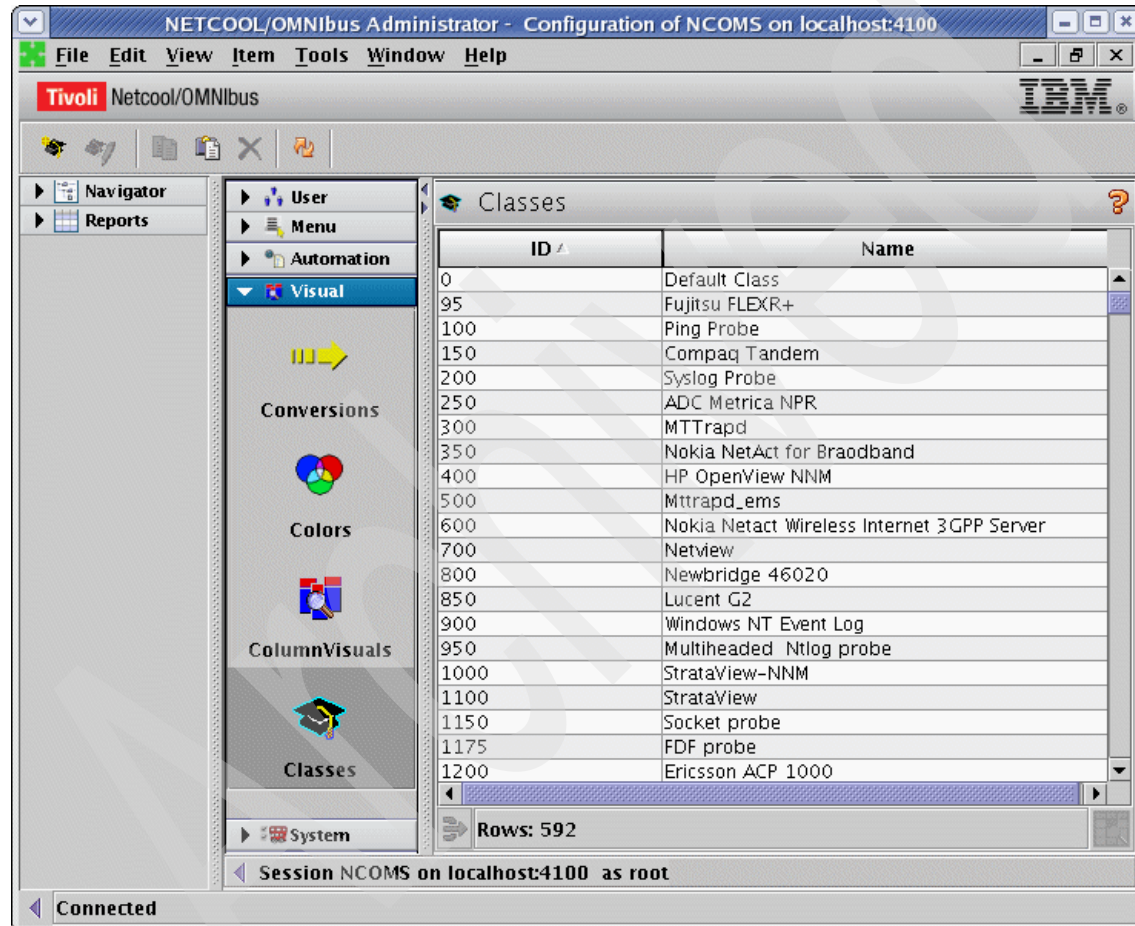 NETCOOL/OMNIbus Administrator - Configuration of NCOMS on localhost:4100
File Edit View Item Tools Window Help
Tivoli Netcool/OMNIbus
IBM®
Navigator
Reports
User
Menu
Automation
Visual
Conversions
Colors
ColumnVisuals
Classes
System
Classes
ID Name
0 Default Class
95 Fujitsu FLEXR+
100 Ping Probe
150 Compaq Tandem
200 Syslog Probe
250 ADC Metrica NPR
300 MTTrapd
350 Nokia NetAct for Braodband
400 HP OpenView NNM
500 Mttrapd_ems
600 Nokia Netact Wireless Internet 3GPP Server
700 Netview
800 Newbridge 46020
850 Lucent G2
900 Windows NT Event Log
950 Multiheaded Ntlog probe
1000 StrataView-NNM
1100 StrataView
1150 Socket probe
1175 FDF probe
1200 Ericsson ACP 1000
Rows: 592
Session NCOMS on localhost:4100 as root
Connected